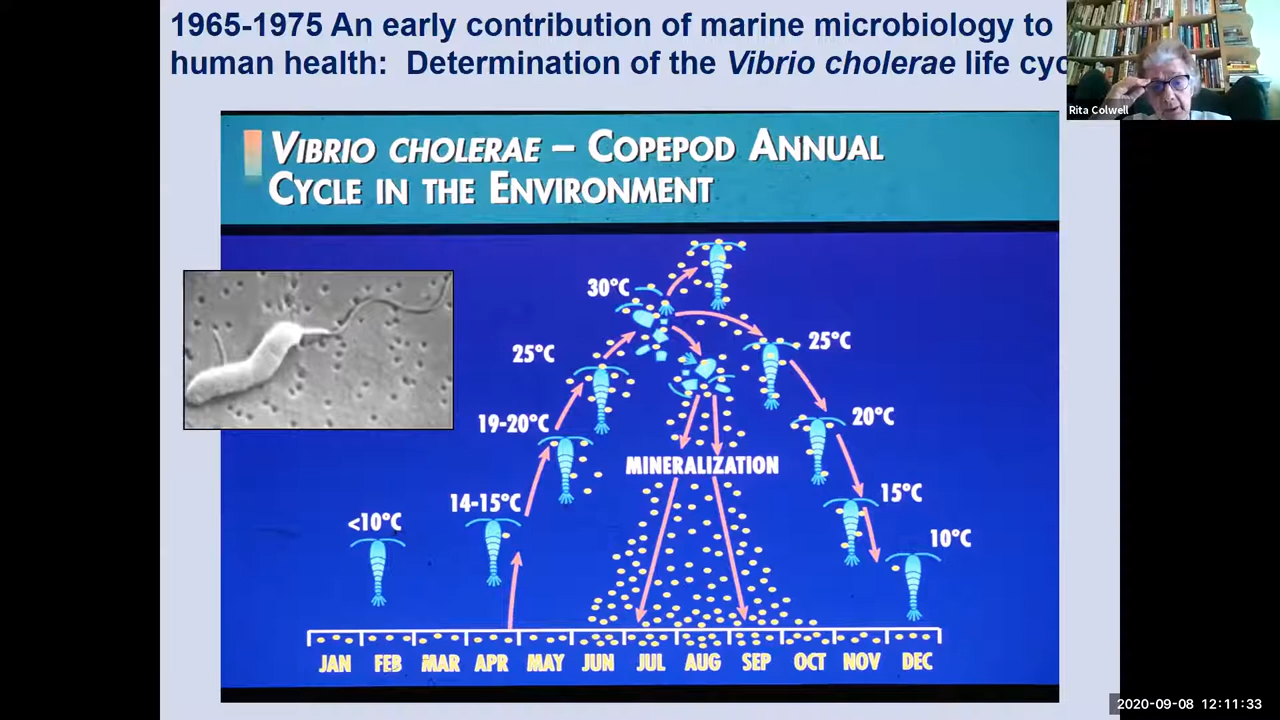 1965-1975 An early contribution of marine microbiology to
human health: Determination of the Vibrio cholerae life cyc
Rita Colwell
VIBRIO CHOLERAE – COPEPOD ANNUAL
CYCLE IN THE ENVIRONMENT
30°C
25°C
25°C
19-20°C
20°C
MINERALIZATION
14-15°C
15°C
<10°C
10°C
JAN FEB MAR APR MAY JUN JUL AUG SEP OCT NOV DEC
2020-09-08 12:11:33